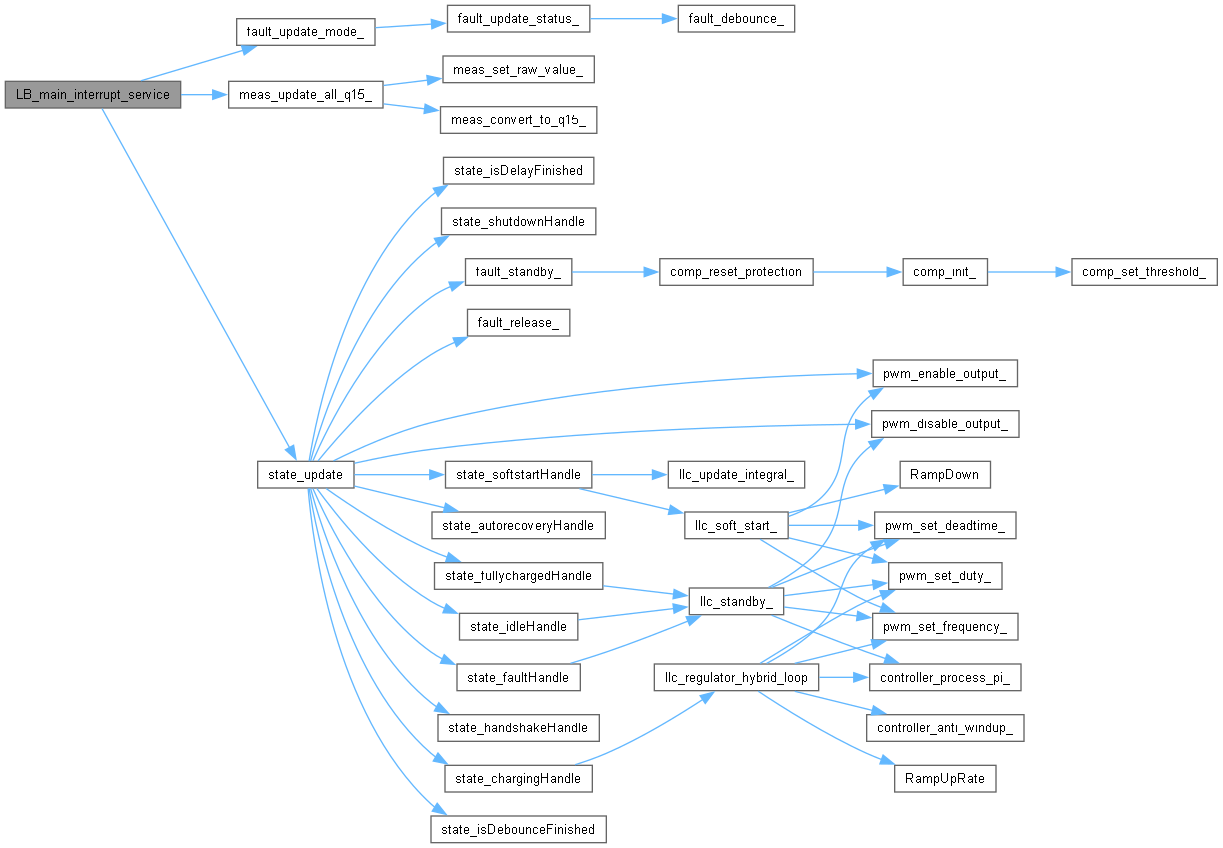 fault_update_mode_
fault_update_status_
fault_debounce_
LB_main_interrupt_service
meas_update_all_q15_
meas_set_raw_value_
meas_convert_to_q15_
state_isDelayFinished
state_shutdownHandle
fault_standby_
comp_reset_protection
comp_init_
comp_set_threshold_
fault_release_
pwm_enable_output_
pwm_disable_output_
state_update
state_softstartHandle
llc_update_integral_
RampDown
state_autorecoveryHandle
llc_soft_start_
pwm_set_deadtime_
state_fullychargedHandle
pwm_set_duty_
llc_standby_
state_idleHandle
pwm_set_frequency_
state_faultHandle
llc_regulator_hybrid_loop
controller_process_pi_
state_handshakeHandle
controller_anti_windup_
state_chargingHandle
RampUpRate
state_isDebounceFinished